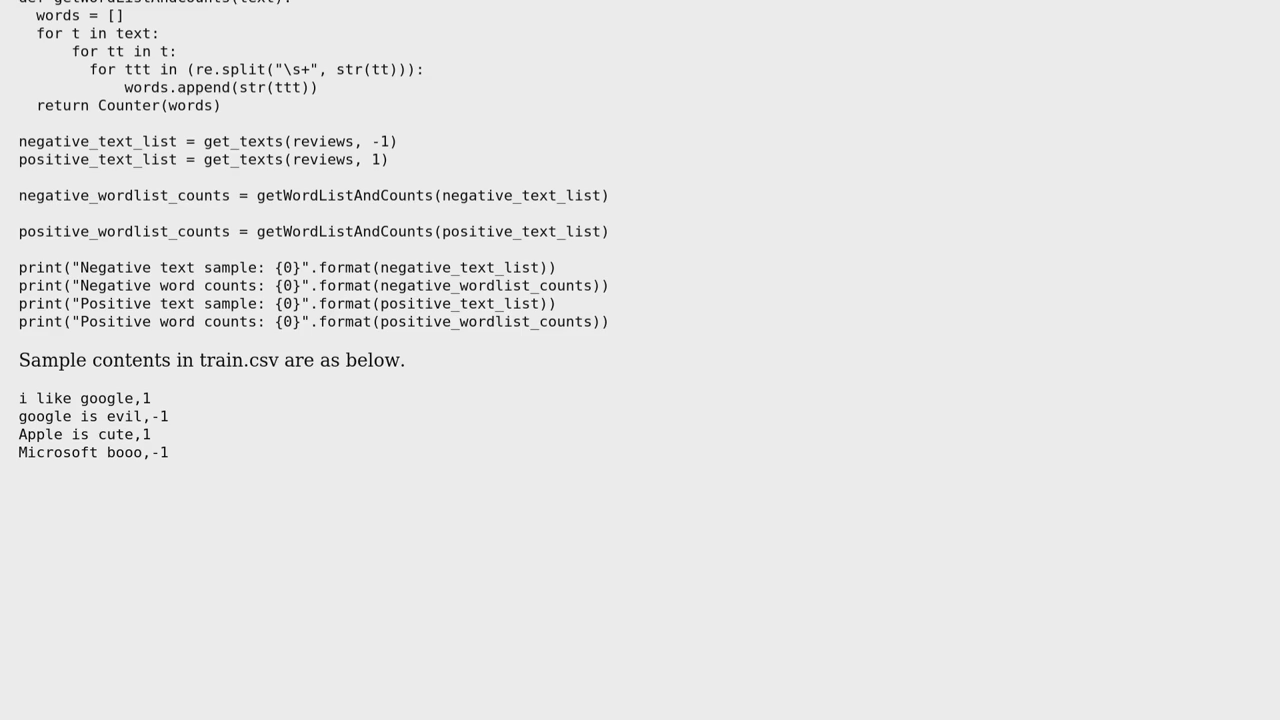 def getWordListAndCounts(text):
  words = []
  for t in text:
      for tt in t:
        for ttt in (re.split("\s+", str(tt))):
            words.append(str(ttt))
  return Counter(words)

negative_text_list = get_texts(reviews, -1)
positive_text_list = get_texts(reviews, 1)

negative_wordlist_counts = getWordListAndCounts(negative_text_list)

positive_wordlist_counts = getWordListAndCounts(positive_text_list)

print("Negative text sample: {0}".format(negative_text_list))
print("Negative word counts: {0}".format(negative_wordlist_counts))
print("Positive text sample: {0}".format(positive_text_list))
print("Positive word counts: {0}".format(positive_wordlist_counts))

Sample contents in train.csv are as below.

i like google,1
google is evil,-1
Apple is cute,1
Microsoft booo,-1